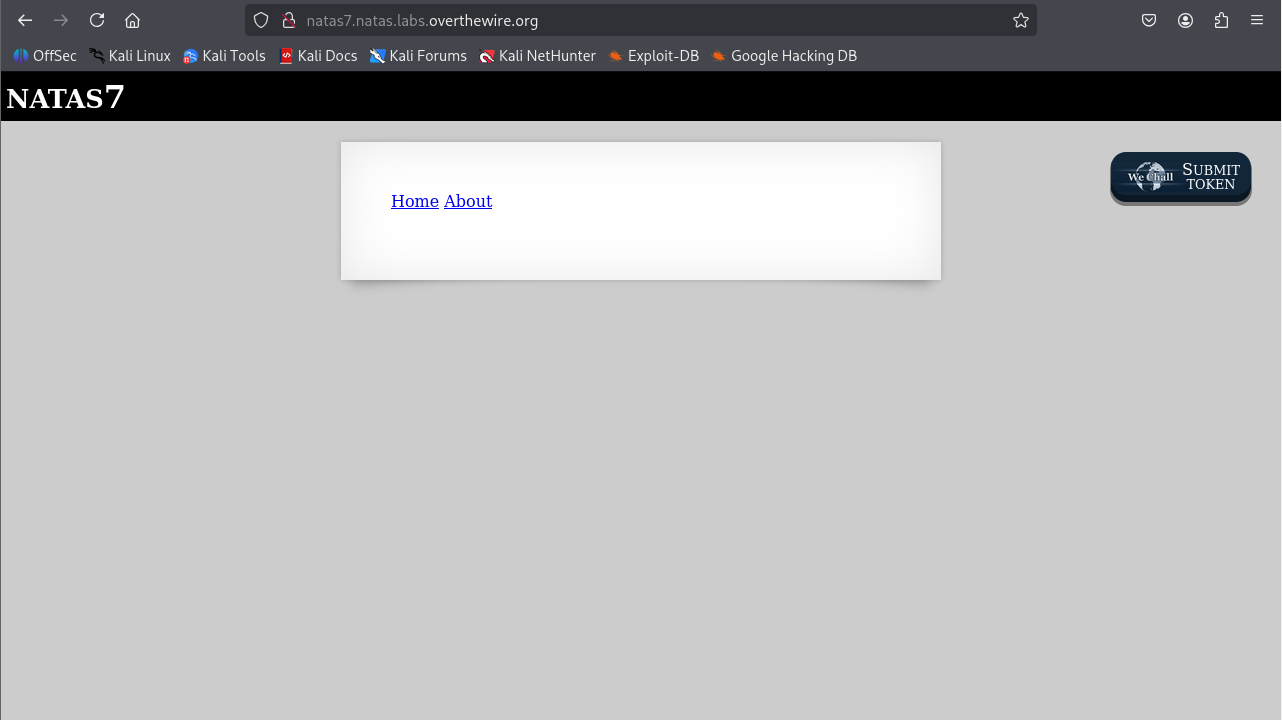 natas7.natas.labs.overthewire.org
OffSec Kali Linux Kali Tools Kali Docs Kali Forums Kali NetHunter Exploit-DB Google Hacking DB
NATAS7
Home About
We Chall SUBMIT
TOKEN